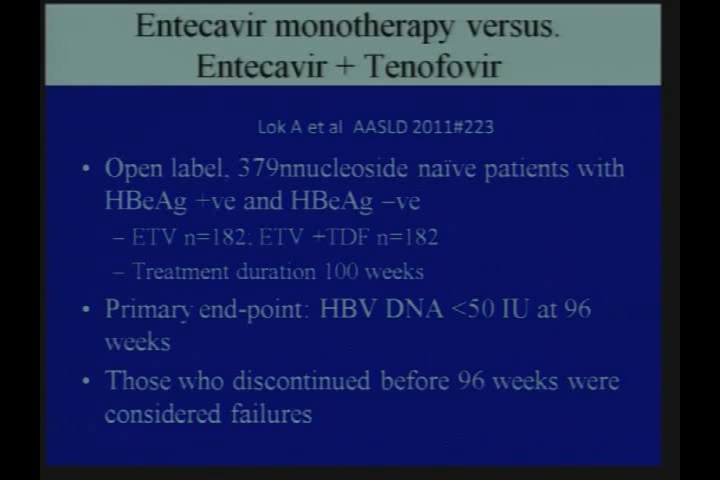 Entecavir monotherapy versus.
Entecavir + Tenofovir
Lok A et al AASLD 2011#223
• Open label, 379nnucleoside naïve patients with
HBeAg +ve and HBeAg –ve
– ETV n=182; ETV +TDF n=182
– Treatment duration 100 weeks
• Primary end-point: HBV DNA <50 IU at 96
weeks
• Those who discontinued before 96 weeks were
considered failures